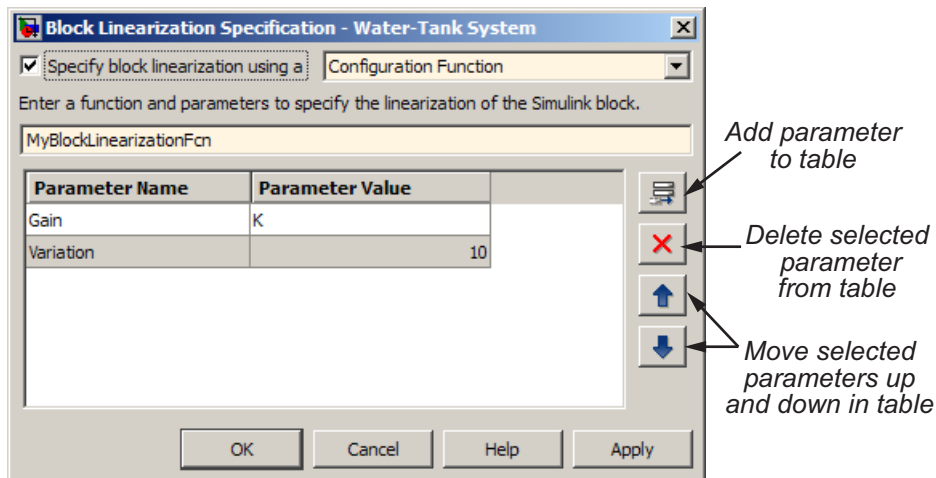 Block Linearization Specification - Water-Tank System
Specify block linearization using a Configuration Function
Enter a function and parameters to specify the linearization of the Simulink block.
MyBlockLinearizationFcn
Parameter Name Parameter Value
Gain K
Variation 10
OK Cancel Help Apply
Add parameter
to table
Delete selected
parameter
from table
Move selected
parameters up
and down in table